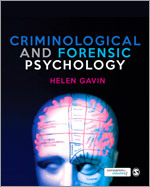 CRIMINOLOGICAL
AND FORENSIC
PSYCHOLOGY
HELEN GAVIN
SAGE